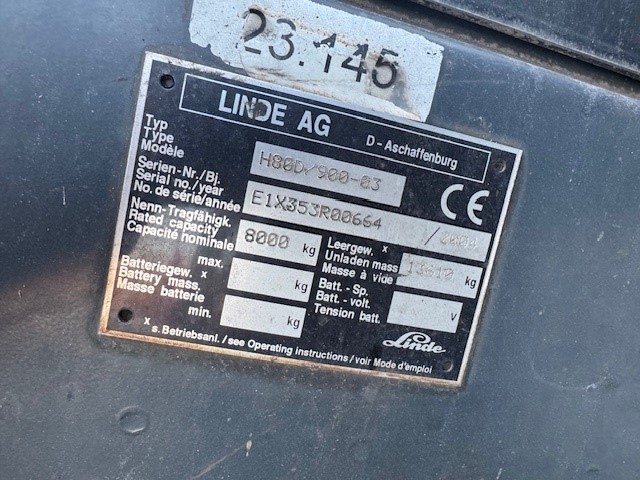 23.145
LINDE AG D-Aschaffenburg
Typ
Type
Modèle
H80D/900-03
Serien-Nr./Bj.
Serial no./year
No. de série/année
E1X353R00664 /
CE
Nenn-Tragfähigk.
Rated capacity
Capacité nominale
8000 kg
Leergew. x
Unladen mass
Masse à vide
kg
max.
kg
Batteriegew. x
Battery mass.
Masse batterie
min.
kg
Batt.- Sp.
Batt.- volt.
Tension batt.
V
Linde
x s. Betriebsanl. / see Operating instructions / voir Mode d'emploi